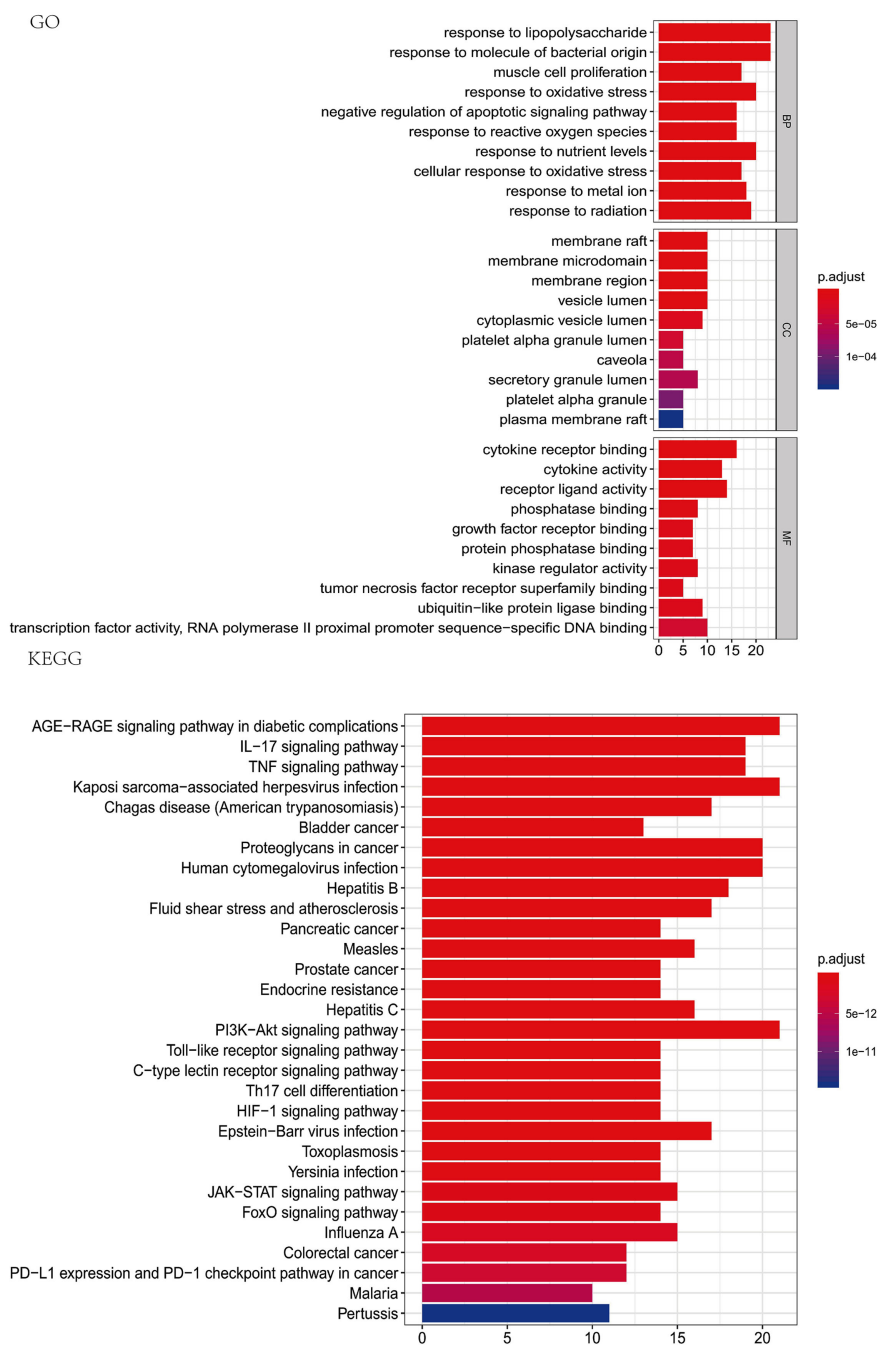 GO
response to lipopolysaccharide
response to molecule of bacterial origin
muscle cell proliferation
response to oxidative stress
negative regulation of apoptotic signaling pathway
response to reactive oxygen species
response to nutrient levels
cellular response to oxidative stress
response to metal ion
response to radiation
BP
membrane raft
membrane microdomain
membrane region
vesicle lumen
cytoplasmic vesicle lumen
platelet alpha granule lumen
caveola
secretory granule lumen
platelet alpha granule
plasma membrane raft
CC
p.adjust
5e−05
1e−04
cytokine receptor binding
cytokine activity
receptor ligand activity
phosphatase binding
growth factor receptor binding
protein phosphatase binding
kinase regulator activity
tumor necrosis factor receptor superfamily binding
ubiquitin−like protein ligase binding
transcription factor activity, RNA polymerase II proximal promoter sequence−specific DNA binding
MF
0 5 10 15 20
KEGG
AGE−RAGE signaling pathway in diabetic complications
IL−17 signaling pathway
TNF signaling pathway
Kaposi sarcoma−associated herpesvirus infection
Chagas disease (American trypanosomiasis)
Bladder cancer
Proteoglycans in cancer
Human cytomegalovirus infection
Hepatitis B
Fluid shear stress and atherosclerosis
Pancreatic cancer
Measles
Prostate cancer
Endocrine resistance
Hepatitis C
PI3K−Akt signaling pathway
Toll−like receptor signaling pathway
C−type lectin receptor signaling pathway
Th17 cell differentiation
HIF−1 signaling pathway
Epstein−Barr virus infection
Toxoplasmosis
Yersinia infection
JAK−STAT signaling pathway
FoxO signaling pathway
Influenza A
Colorectal cancer
PD−L1 expression and PD−1 checkpoint pathway in cancer
Malaria
Pertussis
0 5 10 15 20
p.adjust
5e−12
1e−11